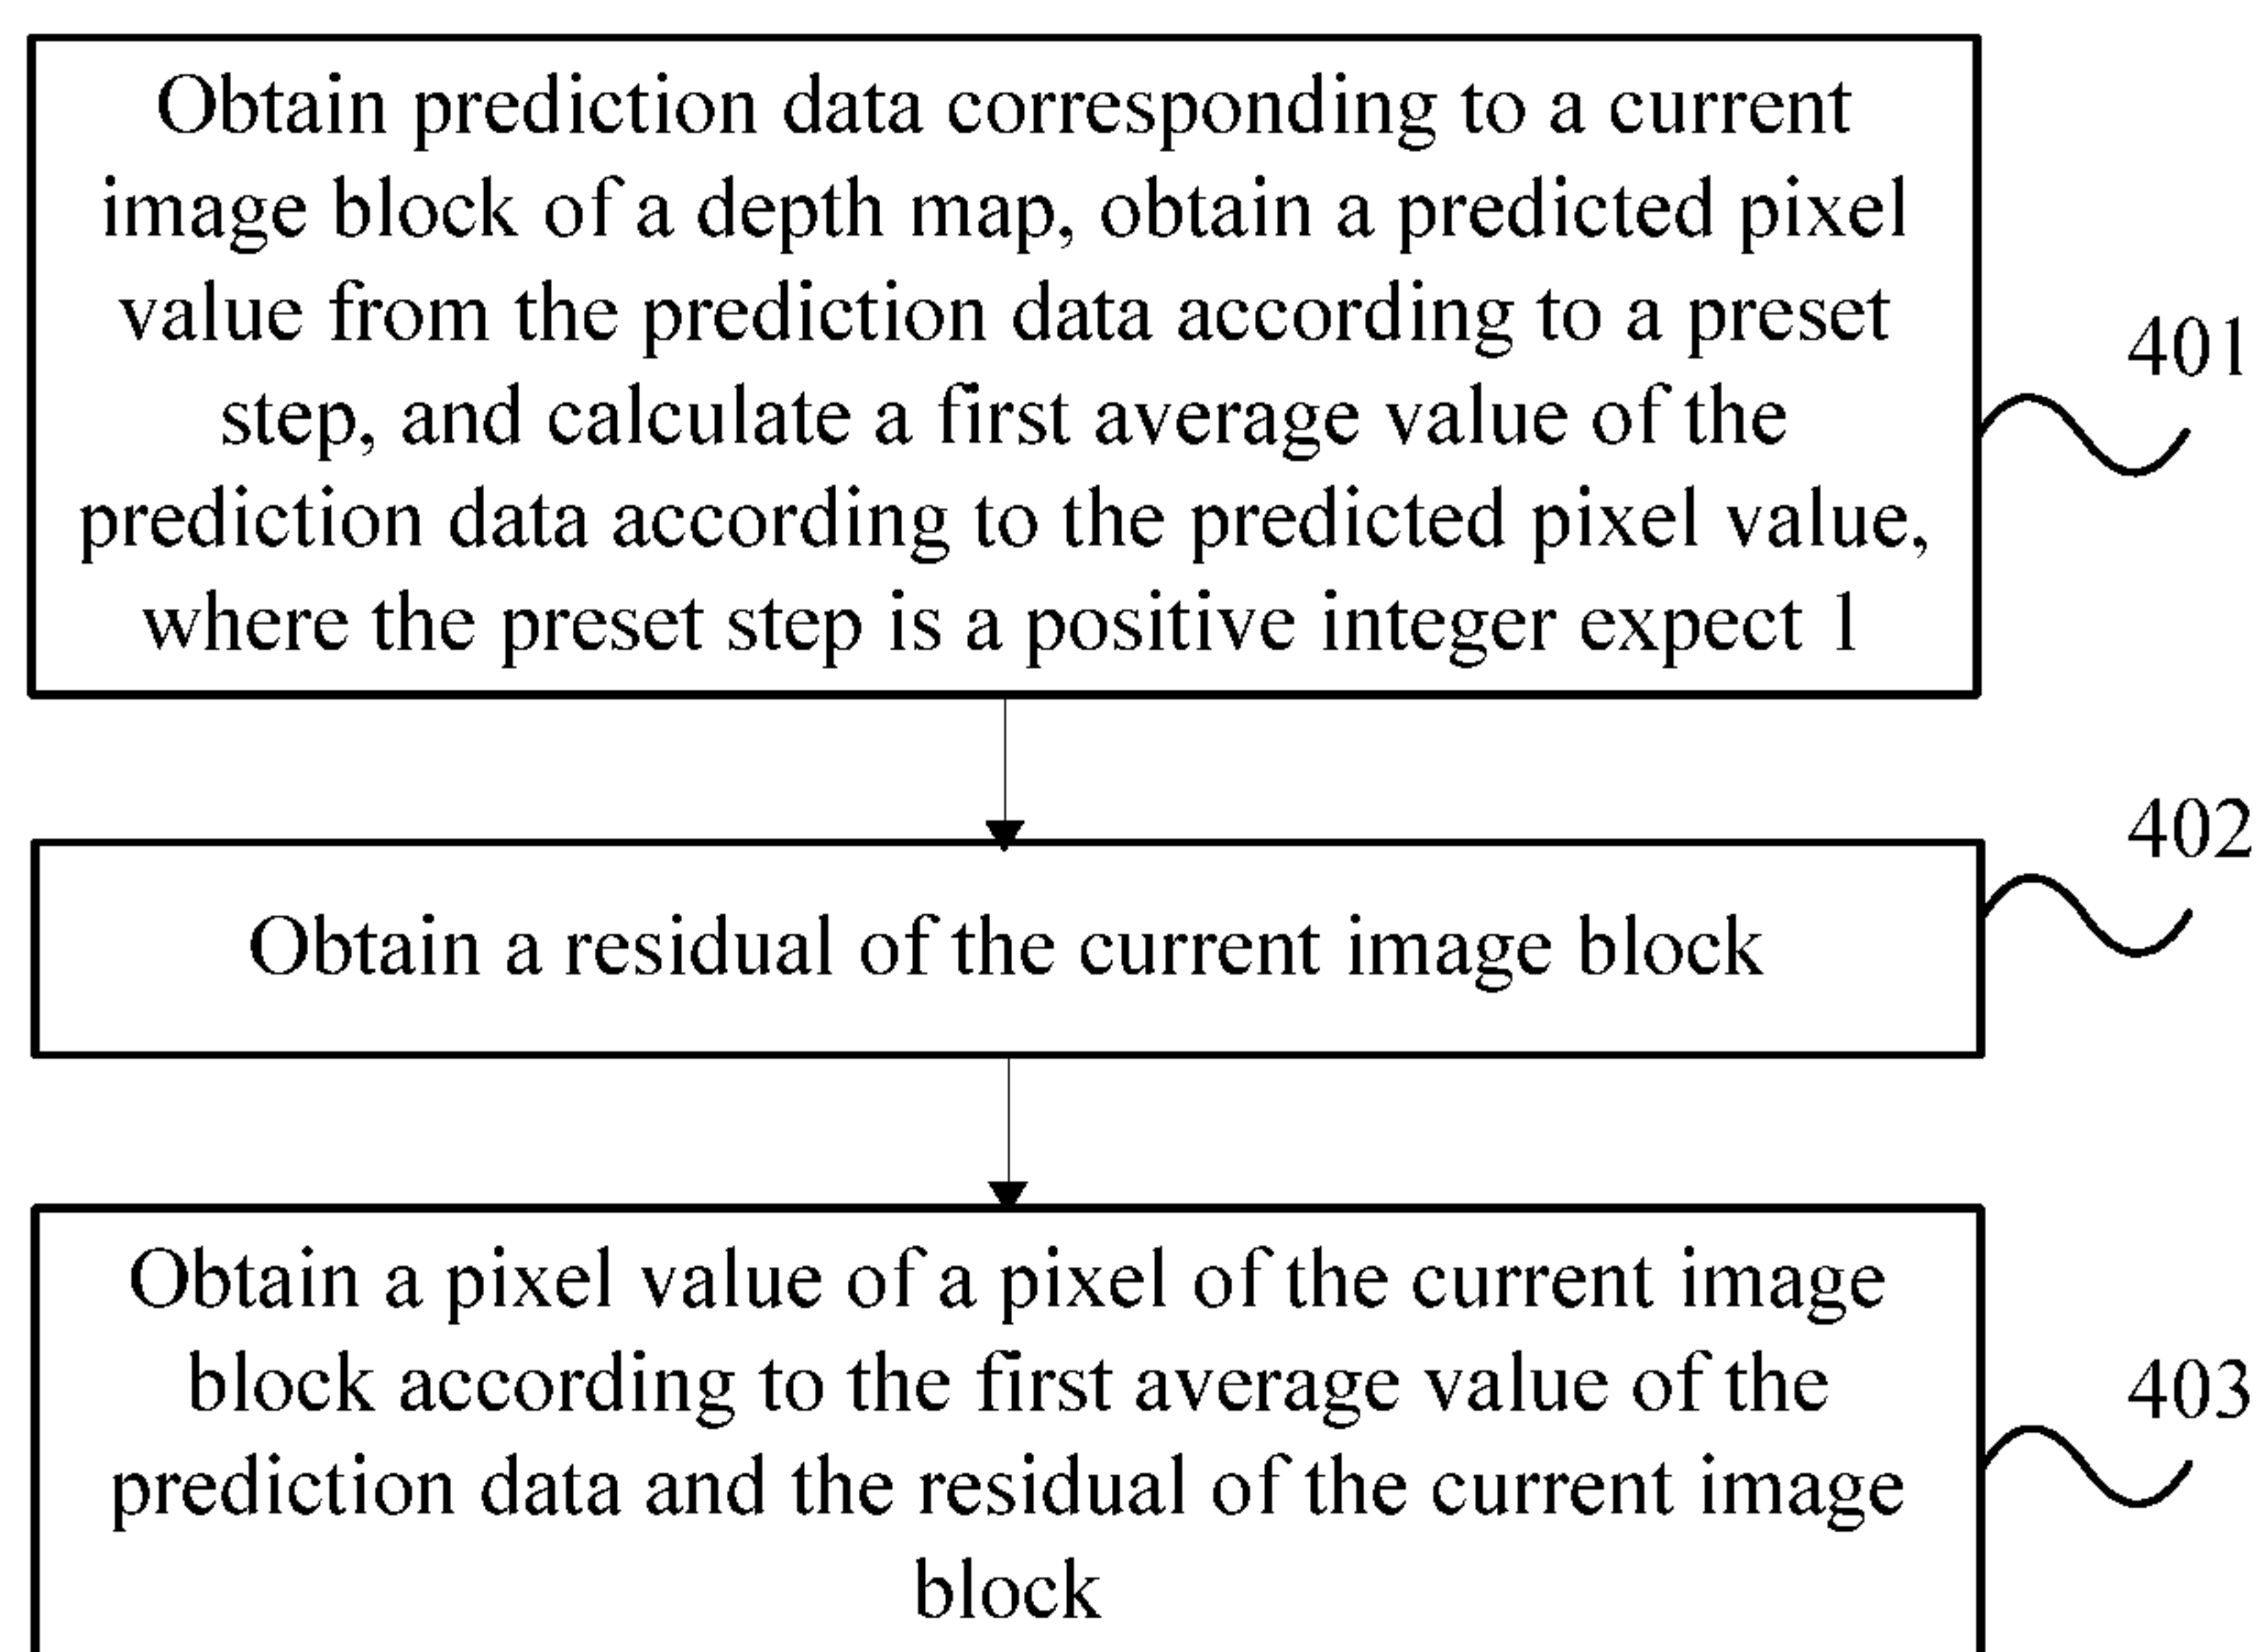 Obtain prediction data corresponding to a current
image block of a depth map, obtain a predicted pixel
value from the prediction data according to a preset
step, and calculate a first average value of the
prediction data according to the predicted pixel value,
where the preset step is a positive integer expect 1
401
402
Obtain a residual of the current image block
Obtain a pixel value of a pixel of the current image
block according to the first average value of the
prediction data and the residual of the current image
block
403